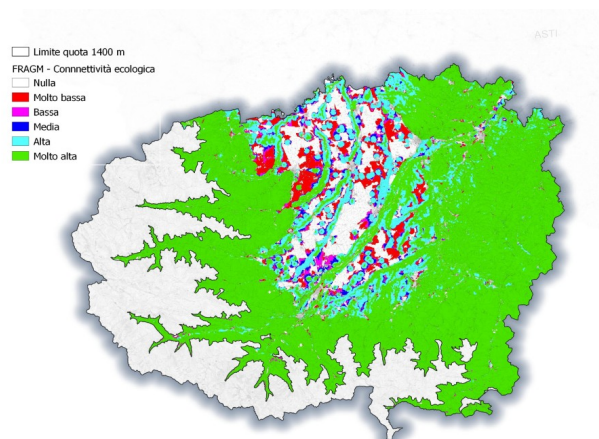 ASTI
Limite quota 1400 m
FRAGM - Connnettività ecologica
Nulla
Molto bassa
Bassa
Media
Alta
Molto alta